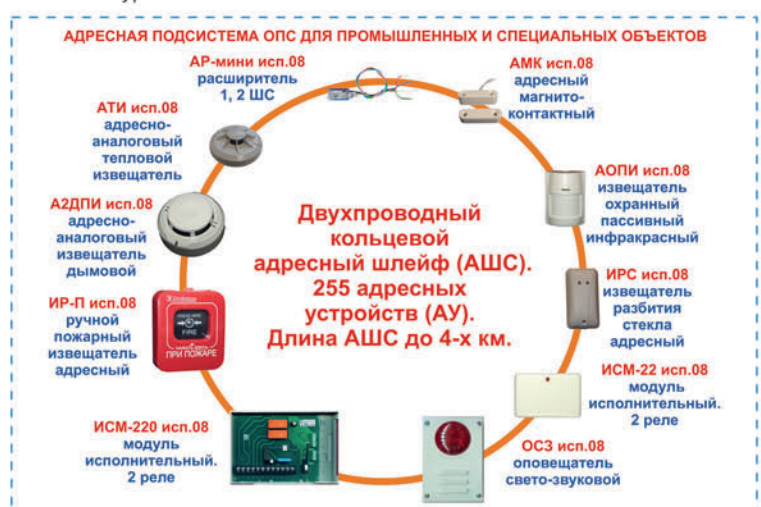 АДРЕСНАЯ ПОДСИСТЕМА ОПС ДЛЯ ПРОМЫШЛЕННЫХ И СПЕЦИАЛЬНЫХ ОБЪЕКТОВ
АР-мини исп.08
расширитель
1, 2 ШС
АМК исп.08
адресный
магнито-
контактный
АТИ исп.08
адресно-
аналоговый
тепловой
извещатель
АОПИ исп.08
извещатель
охранный
пассивный
инфракрасный
А2ДПИ исп.08
адресно-
аналоговый
извещатель
дымовой
Двухпроводный
кольцевой
адресный шлейф (АШС).
255 адресных
устройств (АУ).
Длина АШС до 4-х км.
ИРС исп.08
извещатель
разбития
стекла
адресный
ИР-П исп.08
ручной
пожарный
извещатель
адресный
FIRE
ПРИ ПОЖАРЕ
ИСМ-22 исп.08
модуль
исполнительный.
2 реле
ИСМ-220 исп.08
модуль
исполнительный.
2 реле
ОСЗ исп.08
оповещатель
свето-звуковой